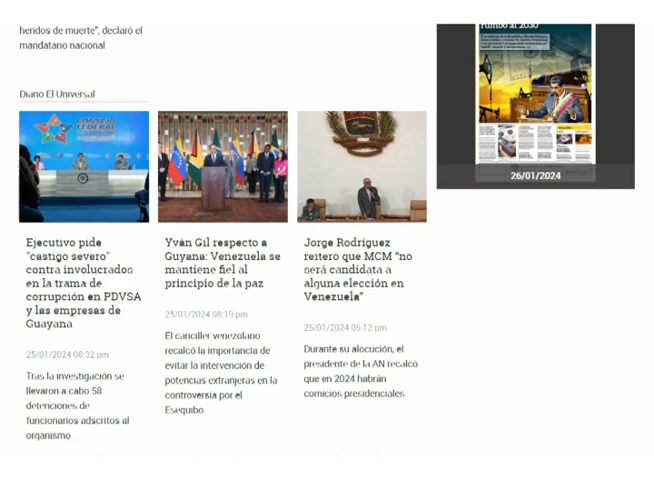 heridos de muerte", declaró el
mandatario nacional
Diario El Universal
Ejecutivo pide
"castigo severo"
contra involucrados
en la trama de
corrupción en PDVSA
y las empresas de
Guayana
25/01/2024 08:32 pm
Tras la investigación se
llevaron a cabo 58
detenciones de
funcionarios adscritos al
organismo
Yván Gil respecto a
Guyana: Venezuela se
mantiene fiel al
principio de la paz
25/01/2024 08:19 pm
El canciller venezolano
recalcó la importancia de
evitar la intervención de
potencias extranjeras en la
controversia por el
Esequibo
Jorge Rodríguez
reiteró que MCM "no
será candidata a
alguna elección en
Venezuela"
25/01/2024 06:12 pm
Durante su alocución, el
presidente de la AN recalcó
que en 2024 habrán
comicios presidenciales
Rumbo al 2030
26/01/2024
CONSEJO
FEDERAL